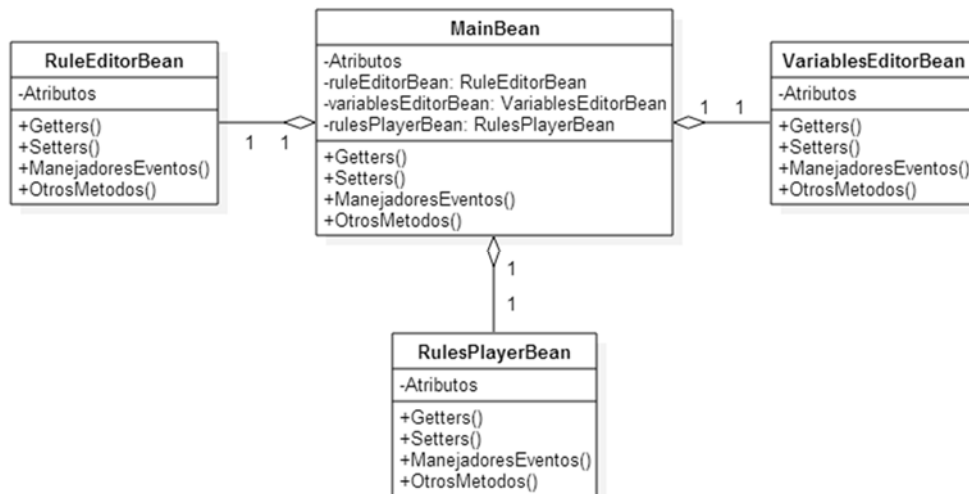 MainBean
-Atributos
-ruleEditorBean: RuleEditorBean
-variablesEditorBean: VariablesEditorBean
-rulesPlayerBean: RulesPlayerBean
+Getters()
+Setters()
+ManejadoresEventos()
+OtrosMetodos()
RuleEditorBean
-Atributos
+Getters()
+Setters()
+ManejadoresEventos()
+OtrosMetodos()
1 1
VariablesEditorBean
-Atributos
+Getters()
+Setters()
+ManejadoresEventos()
+OtrosMetodos()
1 1
1
1
RulesPlayerBean
-Atributos
+Getters()
+Setters()
+ManejadoresEventos()
+OtrosMetodos()